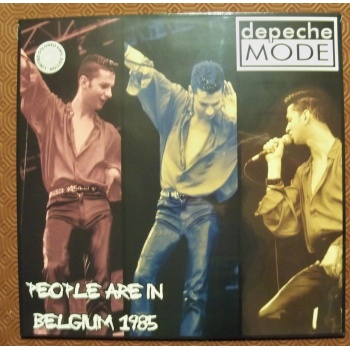 depeche
MODE
PEOPLE ARE IN
BELGIUM 1985